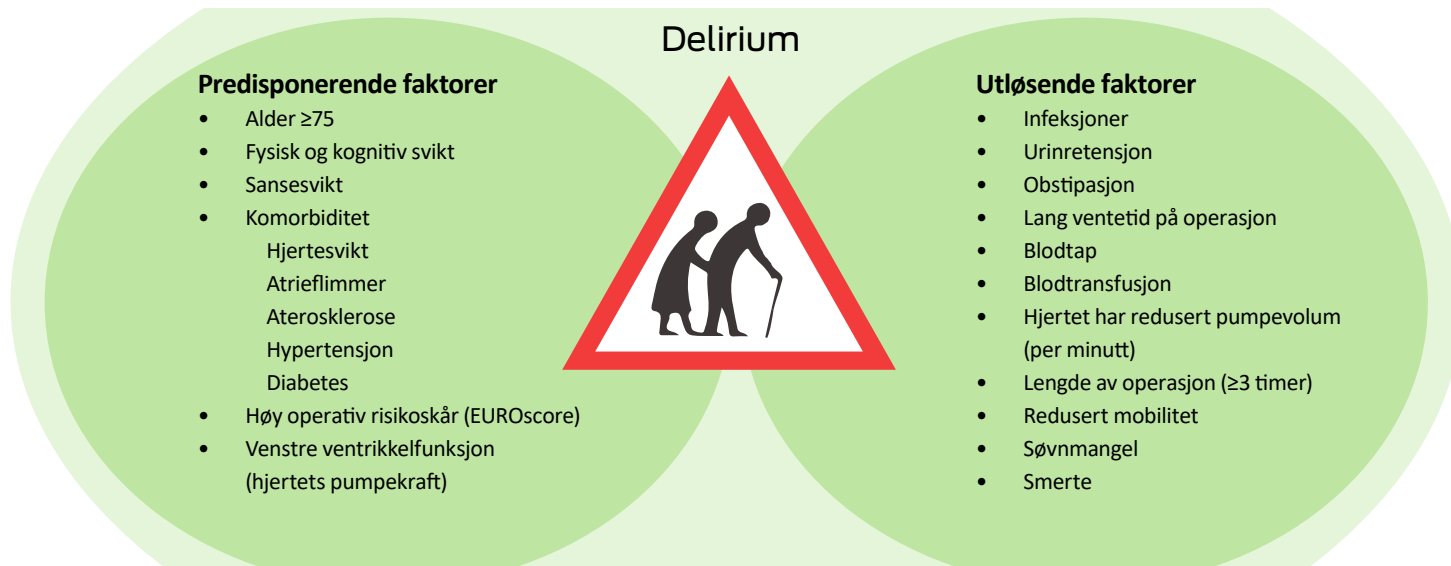 Delirium
Predisponerende faktorer
• Alder ≥75
• Fysisk og kognitiv svikt
• Sansesvikt
• Komorbiditet
Hjertesvikt
Atrieflimmer
Aterosklerose
Hypertensjon
Diabetes
• Høy operativ risikoskår (EUROscore)
• Venstre ventrikkelfunksjon
(hjertets pumpekraft)
Utløsende faktorer
• Infeksjoner
• Urinretensjon
• Obstipasjon
• Lang ventetid på operasjon
• Blodtap
• Blodtransfusjon
• Hjertet har redusert pumpevolum
(per minutt)
• Lengde av operasjon (≥3 timer)
• Redusert mobilitet
• Søvnmangel
• Smerte